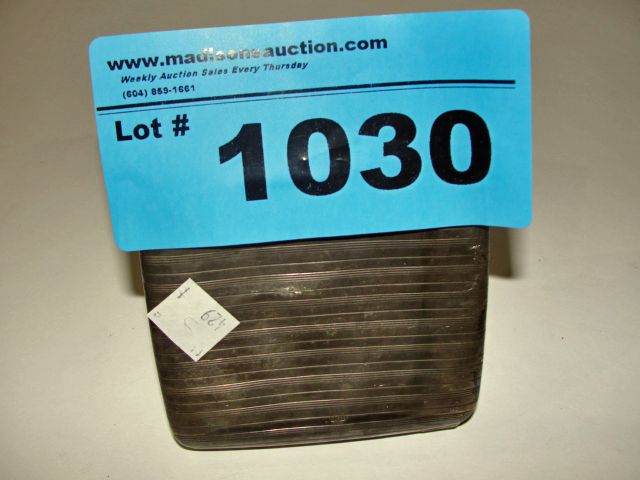 www.madisonsauction.com
Weekly Auction Sales Every Thursday
(604) 859-1661
Lot # 1030